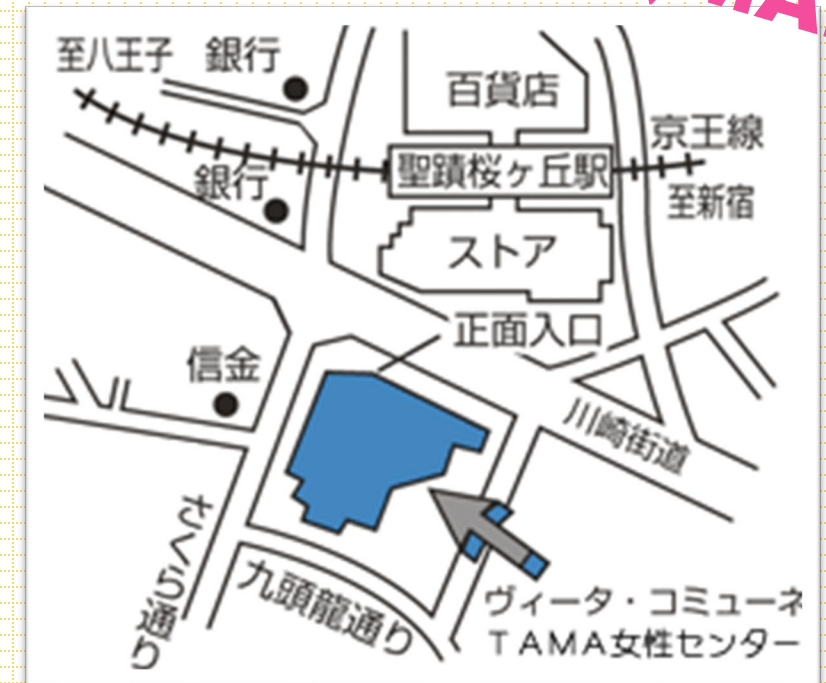 至八王子
銀行
百貨店
京王線
聖蹟桜ヶ丘駅
銀行
至新宿
ストア
正面入口
信金
川崎街道
さくら通り
九頭龍通り
ヴィータ・コミューネ
ＴＡＭＡ女性センター